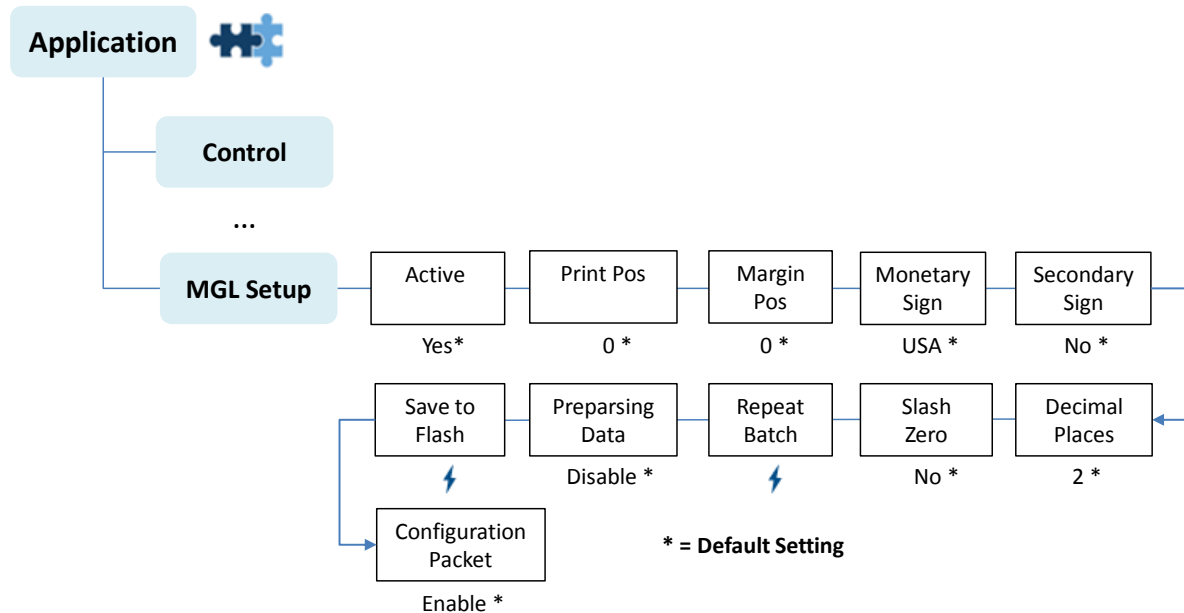 Application
Control
...
MGL Setup
Active
Print Pos
Margin
Pos
Monetary
Sign
Secondary
Sign
Yes*
0 *
0 *
USA *
No *
Save to
Flash
Preparsing
Data
Repeat
Batch
Slash
Zero
Decimal
Places
Disable *
No *
2 *
Configuration
Packet
* = Default Setting
Enable *